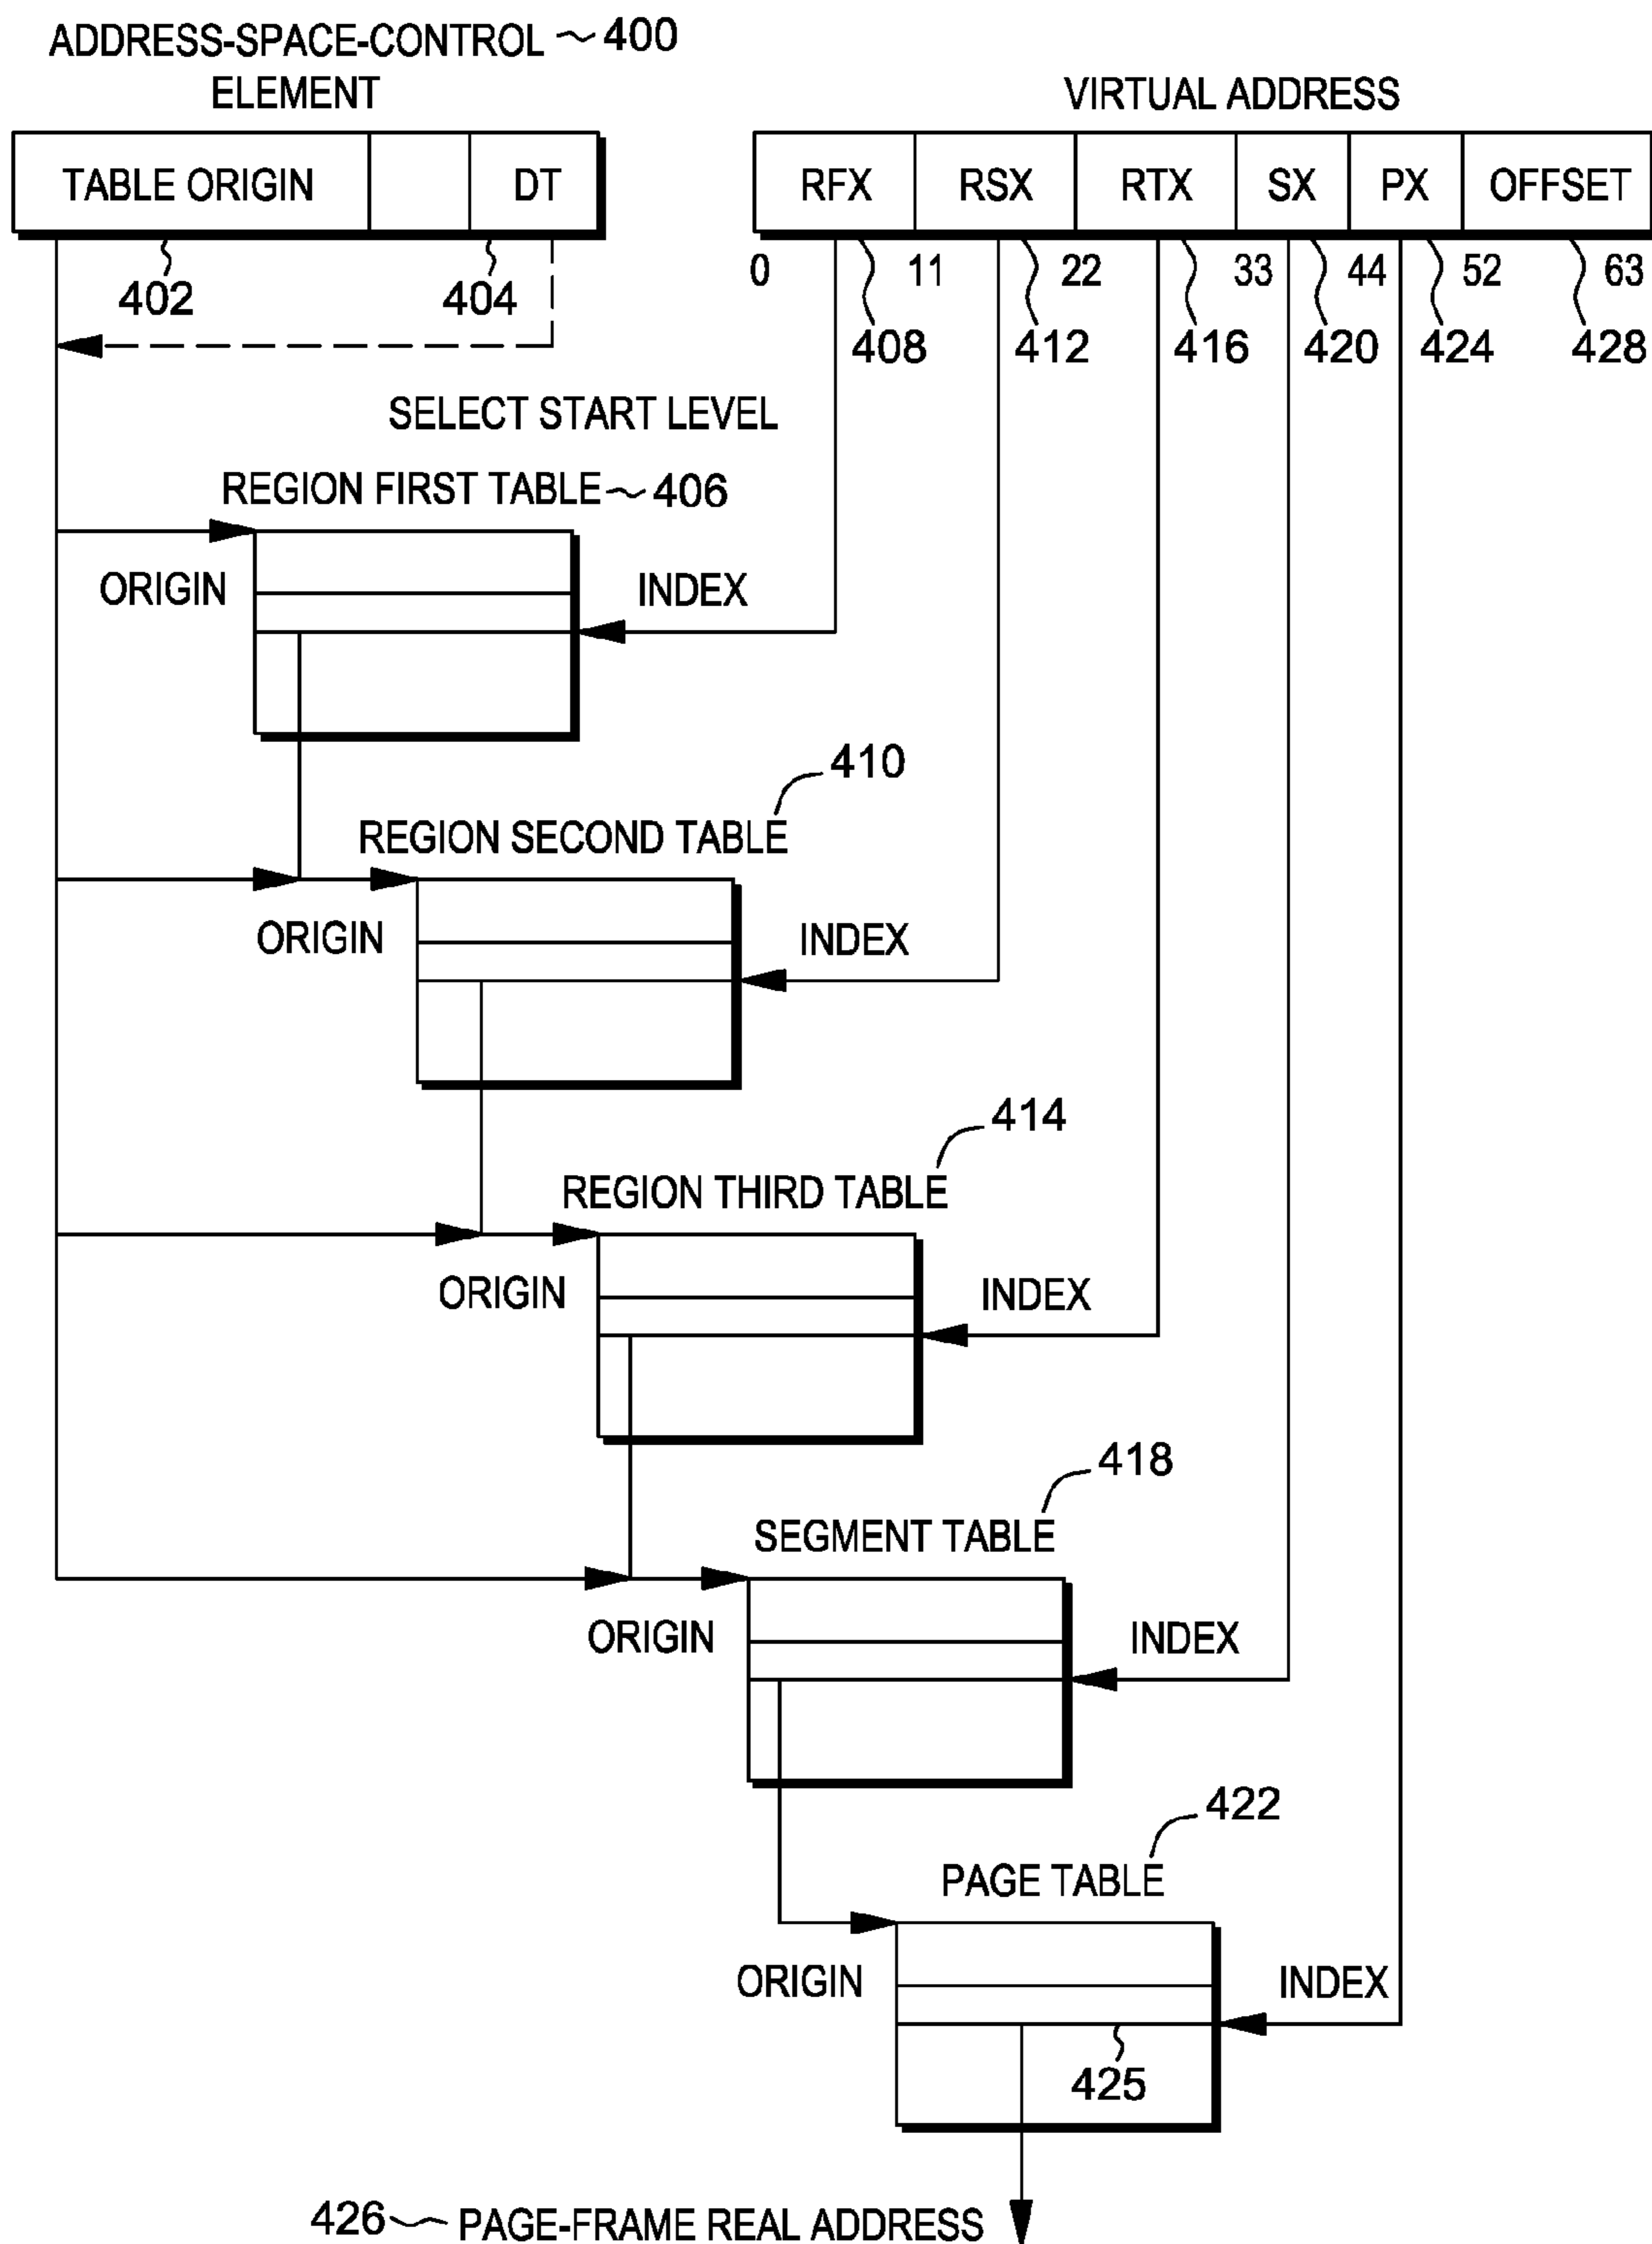 ADDRESS-SPACE-CONTROL 400
ELEMENT
VIRTUAL ADDRESS
TABLE ORIGIN DT
RFX RSX RTX SX PX OFFSET
0 11 22 33 44 52 63
402 404
408 412 416 420 424 428
SELECT START LEVEL
REGION FIRST TABLE 406
ORIGIN INDEX
410
REGION SECOND TABLE
ORIGIN INDEX
414
REGION THIRD TABLE
ORIGIN INDEX
418
SEGMENT TABLE
ORIGIN INDEX
422
PAGE TABLE
ORIGIN INDEX
425
426 PAGE-FRAME REAL ADDRESS